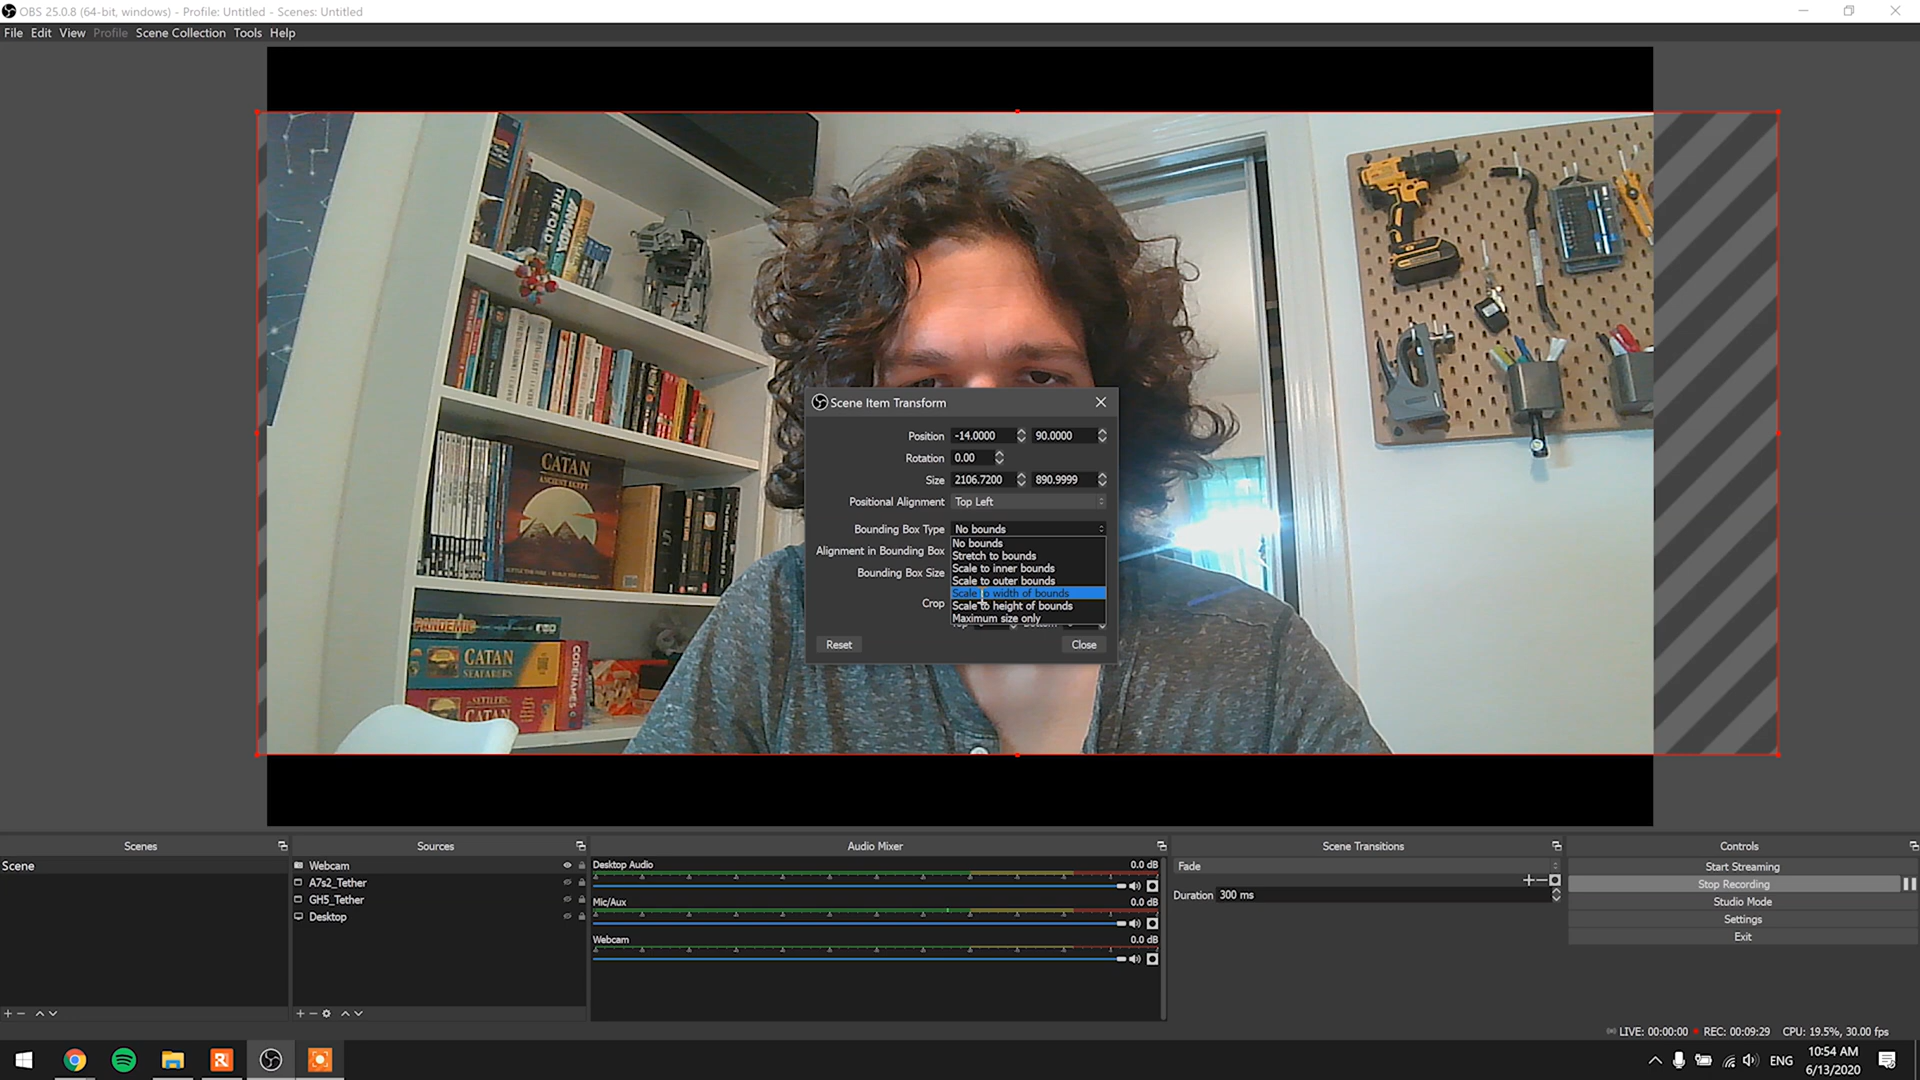 OBS 25.0.8 (64-bit, windows) - Profile: Untitled - Scenes: Untitled
File Edit View Profile Scene Collection Tools Help
THE FOLD
ARMADA
CATAN
ANCIENT EGYPT
PANDEMIC
CATAN
SEAFARERS
SETTLERS
CATAN
CODENAMES
Scene Item Transform
Position -14.0000 90.0000
Rotation 0.00
Size 2106.7200 890.9999
Positional Alignment Top Left
Bounding Box Type No bounds
No bounds
Stretch to bounds
Alignment in Bounding Box
Scale to inner bounds
Bounding Box Size
Scale to outer bounds
Scale to width of bounds
Crop
Scale to height of bounds
Maximum size only
Reset Close
Scenes
Scene
Sources
Webcam
A7s2_Tether
GH5_Tether
Desktop
Audio Mixer
Desktop Audio 0.0 dB
Mic/Aux 0.0 dB
Webcam 0.0 dB
Scene Transitions
Fade
Duration 300 ms
Controls
Start Streaming
Stop Recording
Studio Mode
Settings
Exit
LIVE: 00:00:00 REC: 00:09:29 CPU: 19.5%, 30.00 fps
ENG
10:54 AM
6/13/2020